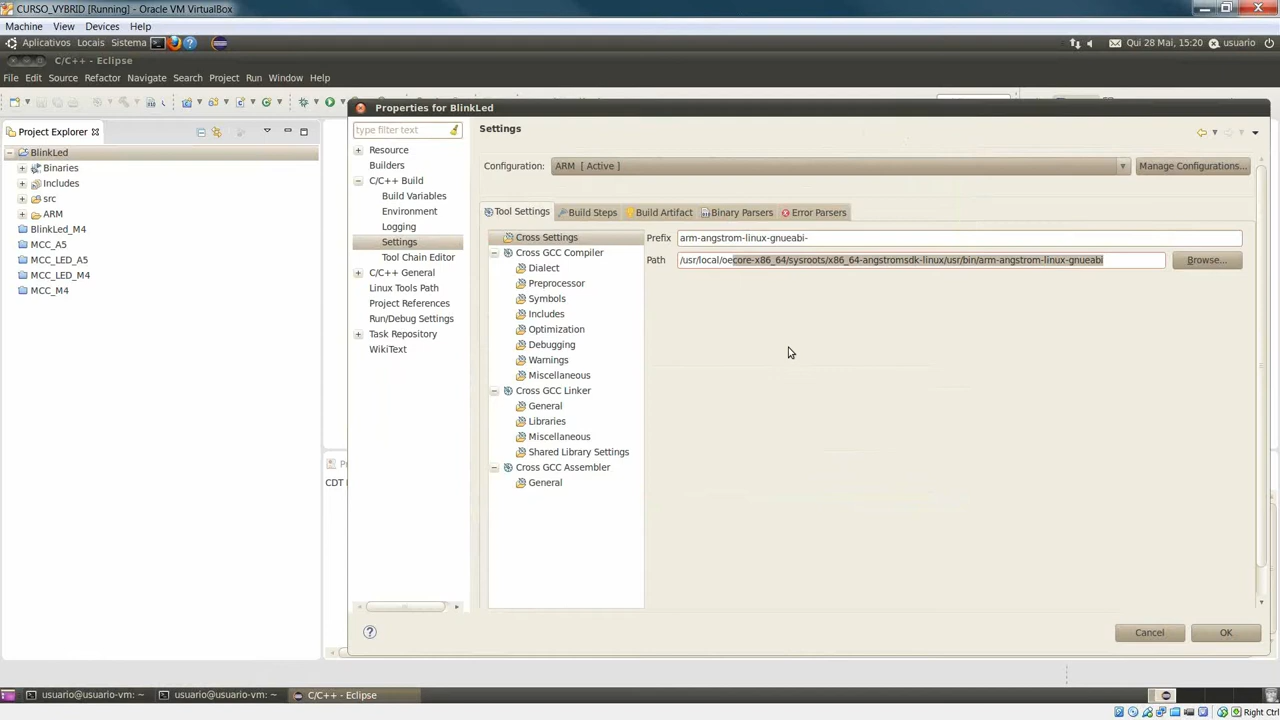 CURSO_VYBRID [Running] - Oracle VM VirtualBox
Machine View Devices Help
Aplicativos Locais Sistema Qui 28 Mai, 15:20 usuario
C/C++ - Eclipse
File Edit Source Refactor Navigate Search Project Run Window Help
Properties for BlinkLed
type filter text
Settings
Project Explorer
Resource
Builders
C/C++ Build
Build Variables
Environment
Logging
Settings
Tool Chain Editor
C/C++ General
Linux Tools Path
Project References
Run/Debug Settings
Task Repository
WikiText
BlinkLed
Binaries
Includes
src
ARM
BlinkLed_M4
MCC_A5
MCC_LED_A5
MCC_LED_M4
MCC_M4
Configuration: ARM [ Active ] Manage Configurations...
Tool Settings Build Steps Build Artifact Binary Parsers Error Parsers
Cross Settings
Cross GCC Compiler
Dialect
Preprocessor
Symbols
Includes
Optimization
Debugging
Warnings
Miscellaneous
Cross GCC Linker
General
Libraries
Miscellaneous
Shared Library Settings
Cross GCC Assembler
General
Prefix arm-angstrom-linux-gnueabi-
Path /usr/local/oecore-x86_64/sysroots/x86_64-angstromsdk-linux/usr/bin/arm-angstrom-linux-gnueabi Browse...
CDT
Cancel OK
usuario@usuario-vm: ~ usuario@usuario-vm: ~ C/C++ - Eclipse
Right Ctrl